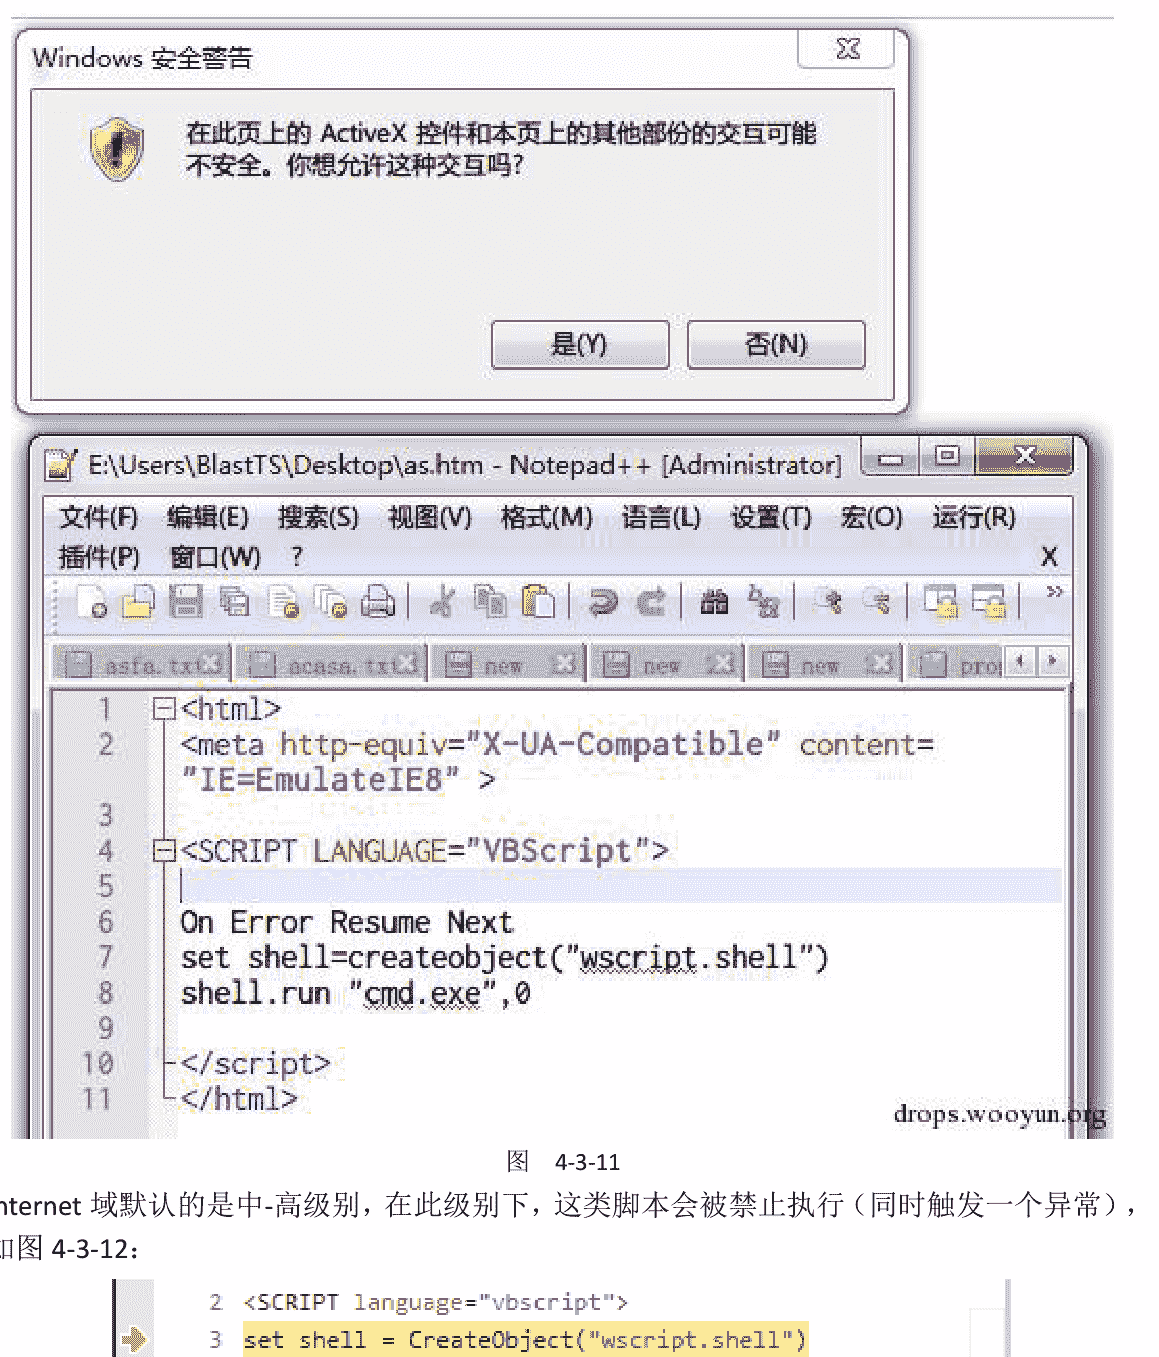 Windows 安全警告
在此页上的 ActiveX 控件和本页上的其他部份的交互可能
不安全。你想允许这种交互吗?
是(Y) 否(N)
E:\Users\BlastTS\Desktop\as.htm - Notepad++ [Administrator]
文件(F) 编辑(E) 搜索(S) 视图(V) 格式(M) 语言(L) 设置(T) 宏(O) 运行(R)
插件(P) 窗口(W) ? X
asfa.txt acasa.txt new new new pro
1 <html>
2 <meta http-equiv="X-UA-Compatible" content=
"IE=EmulateIE8" >
3
4 <SCRIPT LANGUAGE="VBScript">
5
6 On Error Resume Next
7 set shell=createobject("wscript.shell")
8 shell.run "cmd.exe",0
9
10 </script>
11 </html>
drops.wooyun.org
图 4-3-11
nternet 域默认的是中-高级别，在此级别下，这类脚本会被禁止执行（同时触发一个异常），
如图 4-3-12：
2 <SCRIPT language="vbscript">
3 set shell = CreateObject("wscript.shell")